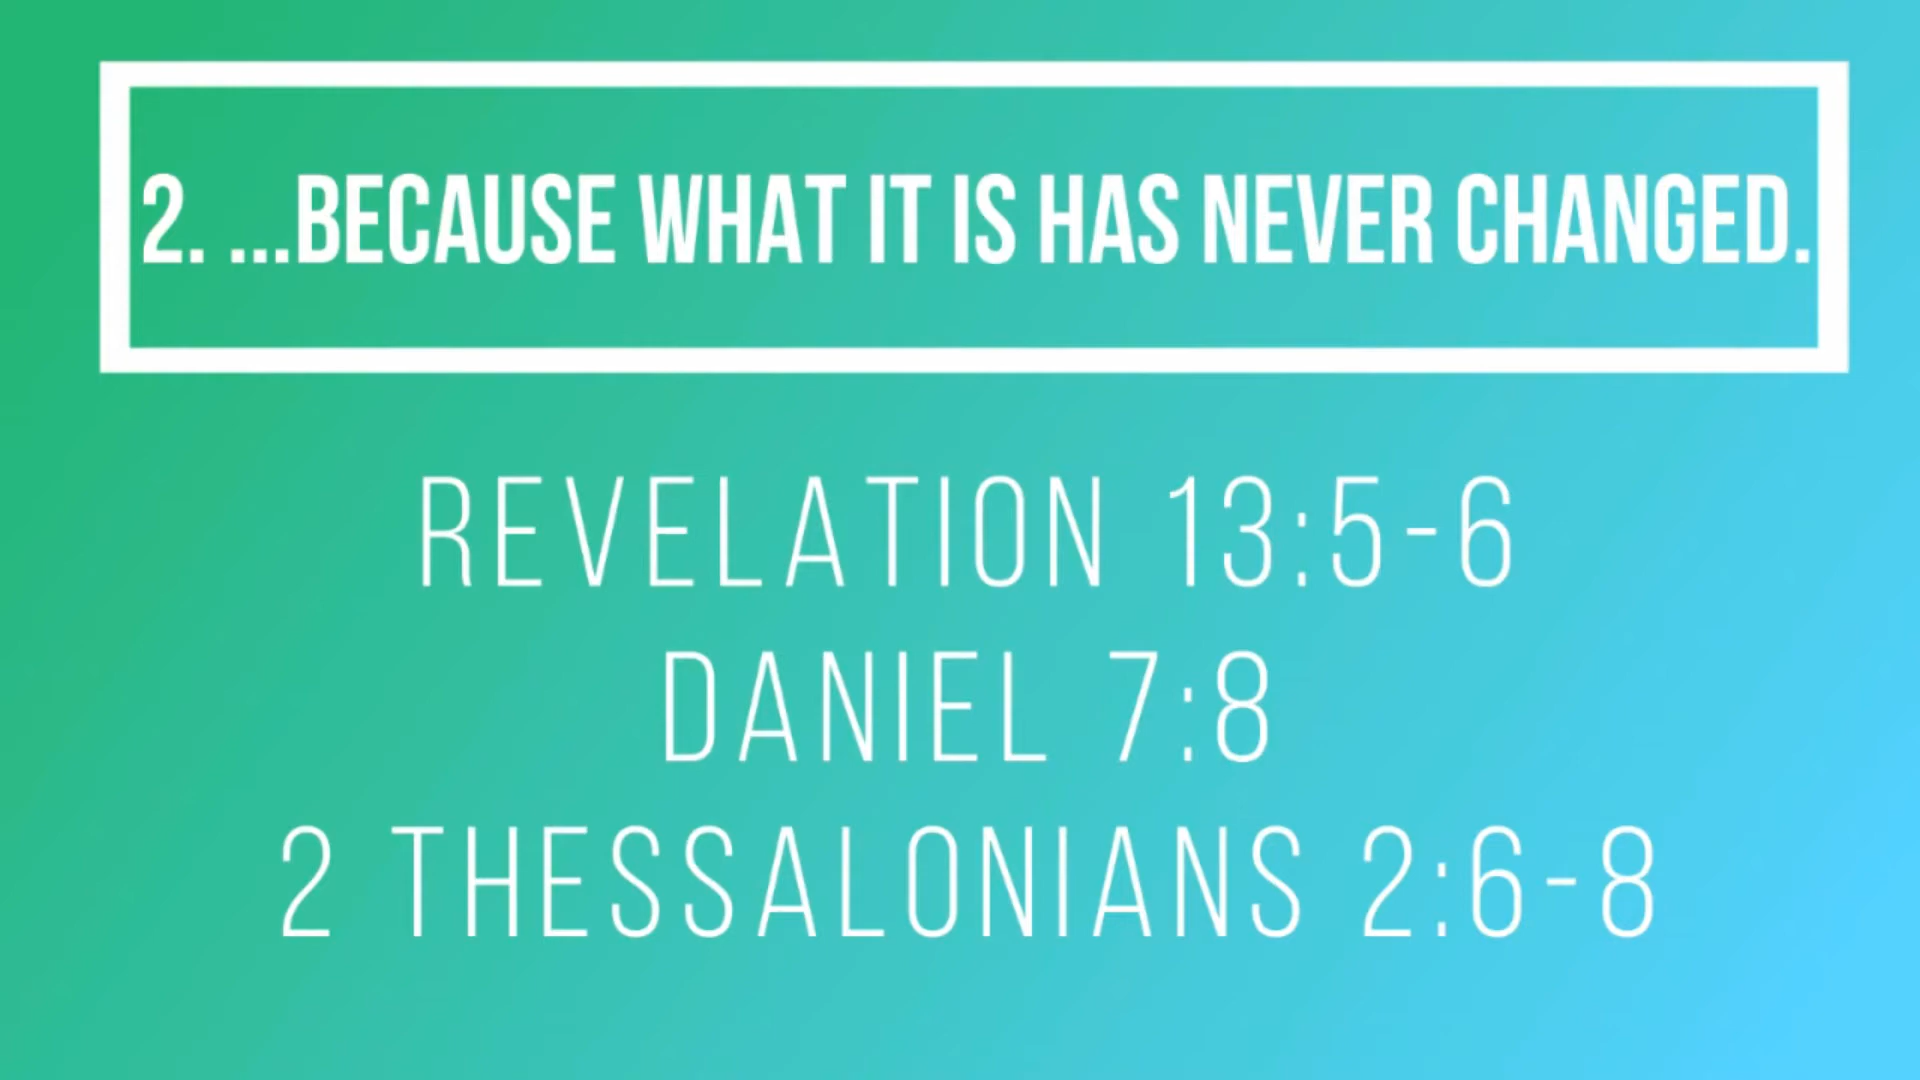 2. ...BECAUSE WHAT IT IS HAS NEVER CHANGED.
REVELATION 13:5-6
DANIEL 7:8
2 THESSALONIANS 2:6-8